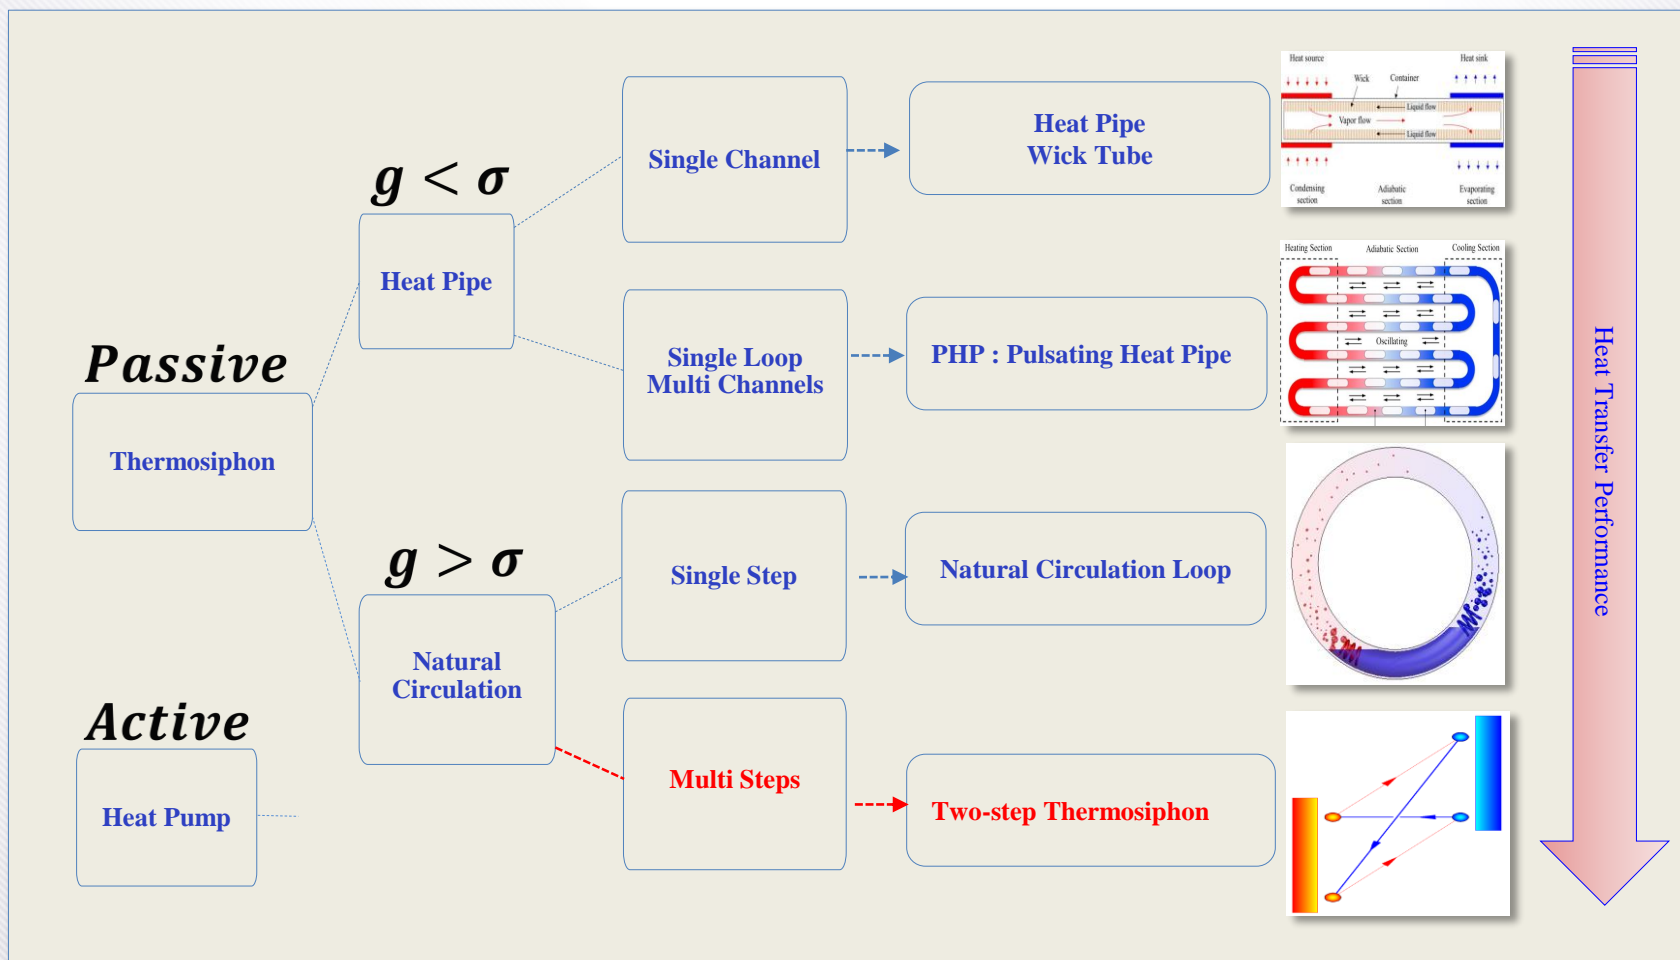 Passive
Thermosiphon
Active
Heat Pump
g < σ
Heat Pipe
g > σ
Natural
Circulation
Single Channel
Single Loop
Multi Channels
Single Step
Multi Steps
Heat Pipe
Wick Tube
PHP : Pulsating Heat Pipe
Natural Circulation Loop
Two-step Thermosiphon
Heat source
Heat sink
Wick
Container
Liquid flow
Vapor flow
Liquid flow
Condensing
section
Adiabatic
section
Evaporating
section
Heating Section
Adiabatic Section
Cooling Section
Oscillating
Heat Transfer Performance